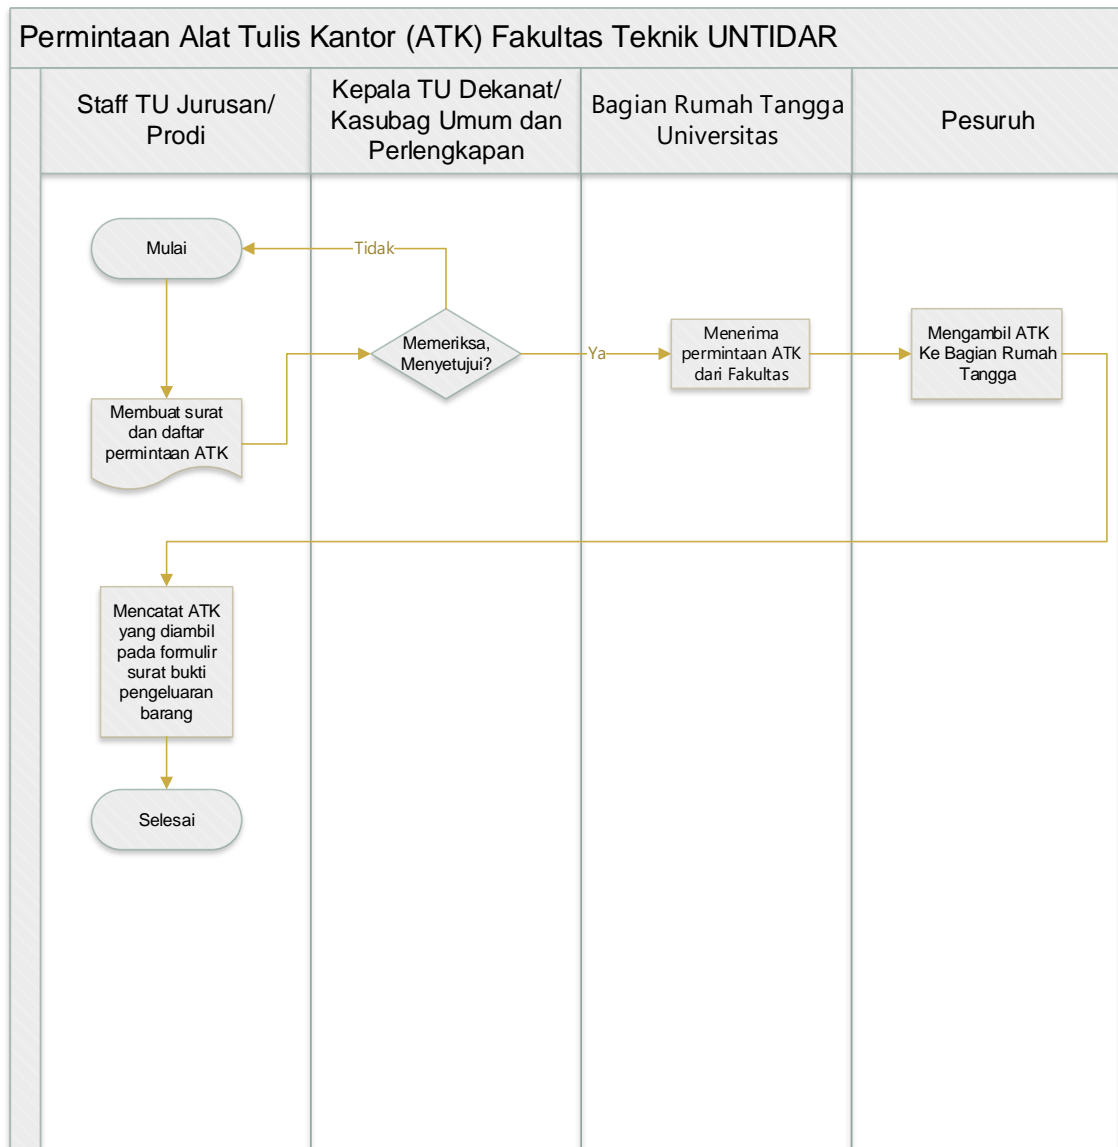 Permintaan Alat Tulis Kantor (ATK) Fakultas Teknik UNTIDAR
Staff TU Jurusan/
Prodi
Kepala TU Dekanat/
Kasubag Umum dan
Perlengkapan
Bagian Rumah Tangga
Universitas
Pesuruh
Mulai
Tidak
Memeriksa,
Menyetujui?
Ya
Menerima
permintaan ATK
dari Fakultas
Mengambil ATK
Ke Bagian Rumah
Tangga
Membuat surat
dan daftar
permintaan ATK
Mencatat ATK
yang diambil
pada formulir
surat bukti
pengeluaran
barang
Selesai